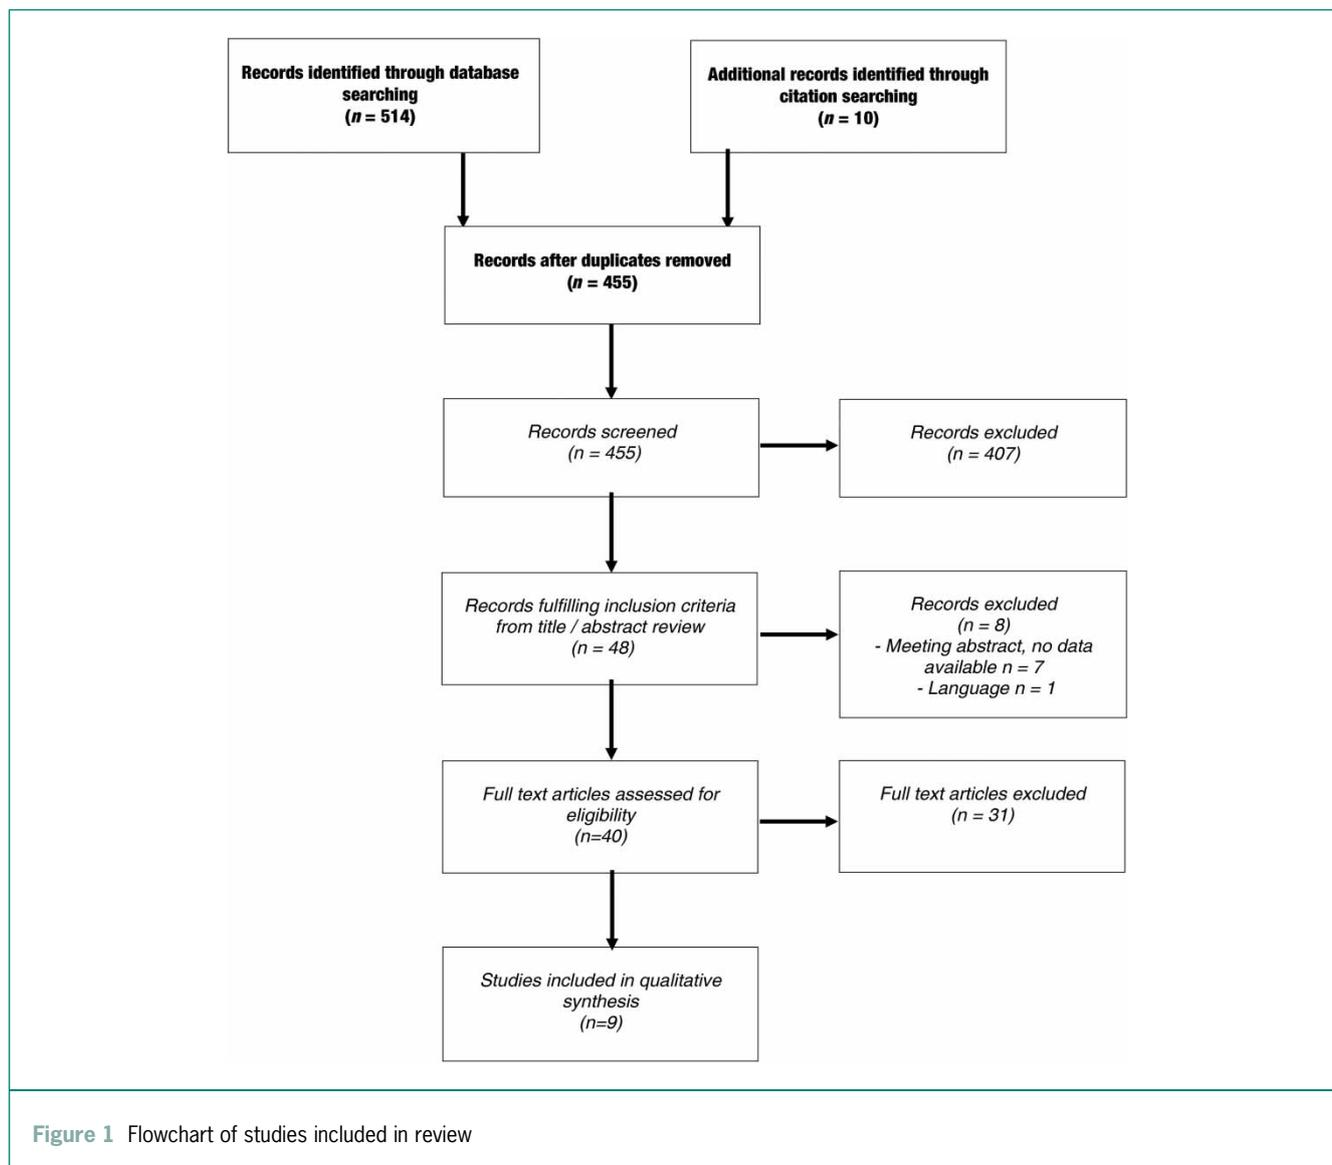 Records identified through database
searching
(n = 514)
Additional records identified through
citation searching
(n = 10)
Records after duplicates removed
(n = 455)
Records screened
(n = 455)
Records excluded
(n = 407)
Records fulfilling inclusion criteria
from title / abstract review
(n = 48)
Records excluded
(n = 8)
- Meeting abstract, no data
available n = 7
- Language n = 1
Full text articles assessed for
eligibility
(n=40)
Full text articles excluded
(n = 31)
Studies included in qualitative
synthesis
(n=9)
Figure 1 Flowchart of studies included in review